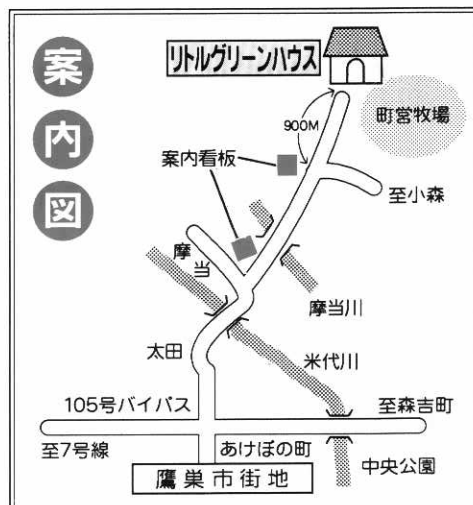 案内図
リトルグリーンハウス
900M
町営牧場
案内看板
至小森
摩当
摩当川
太田
米代川
105号バイパス
至森吉町
至7号線
あけぼの町
中央公園
鷹巣市街地